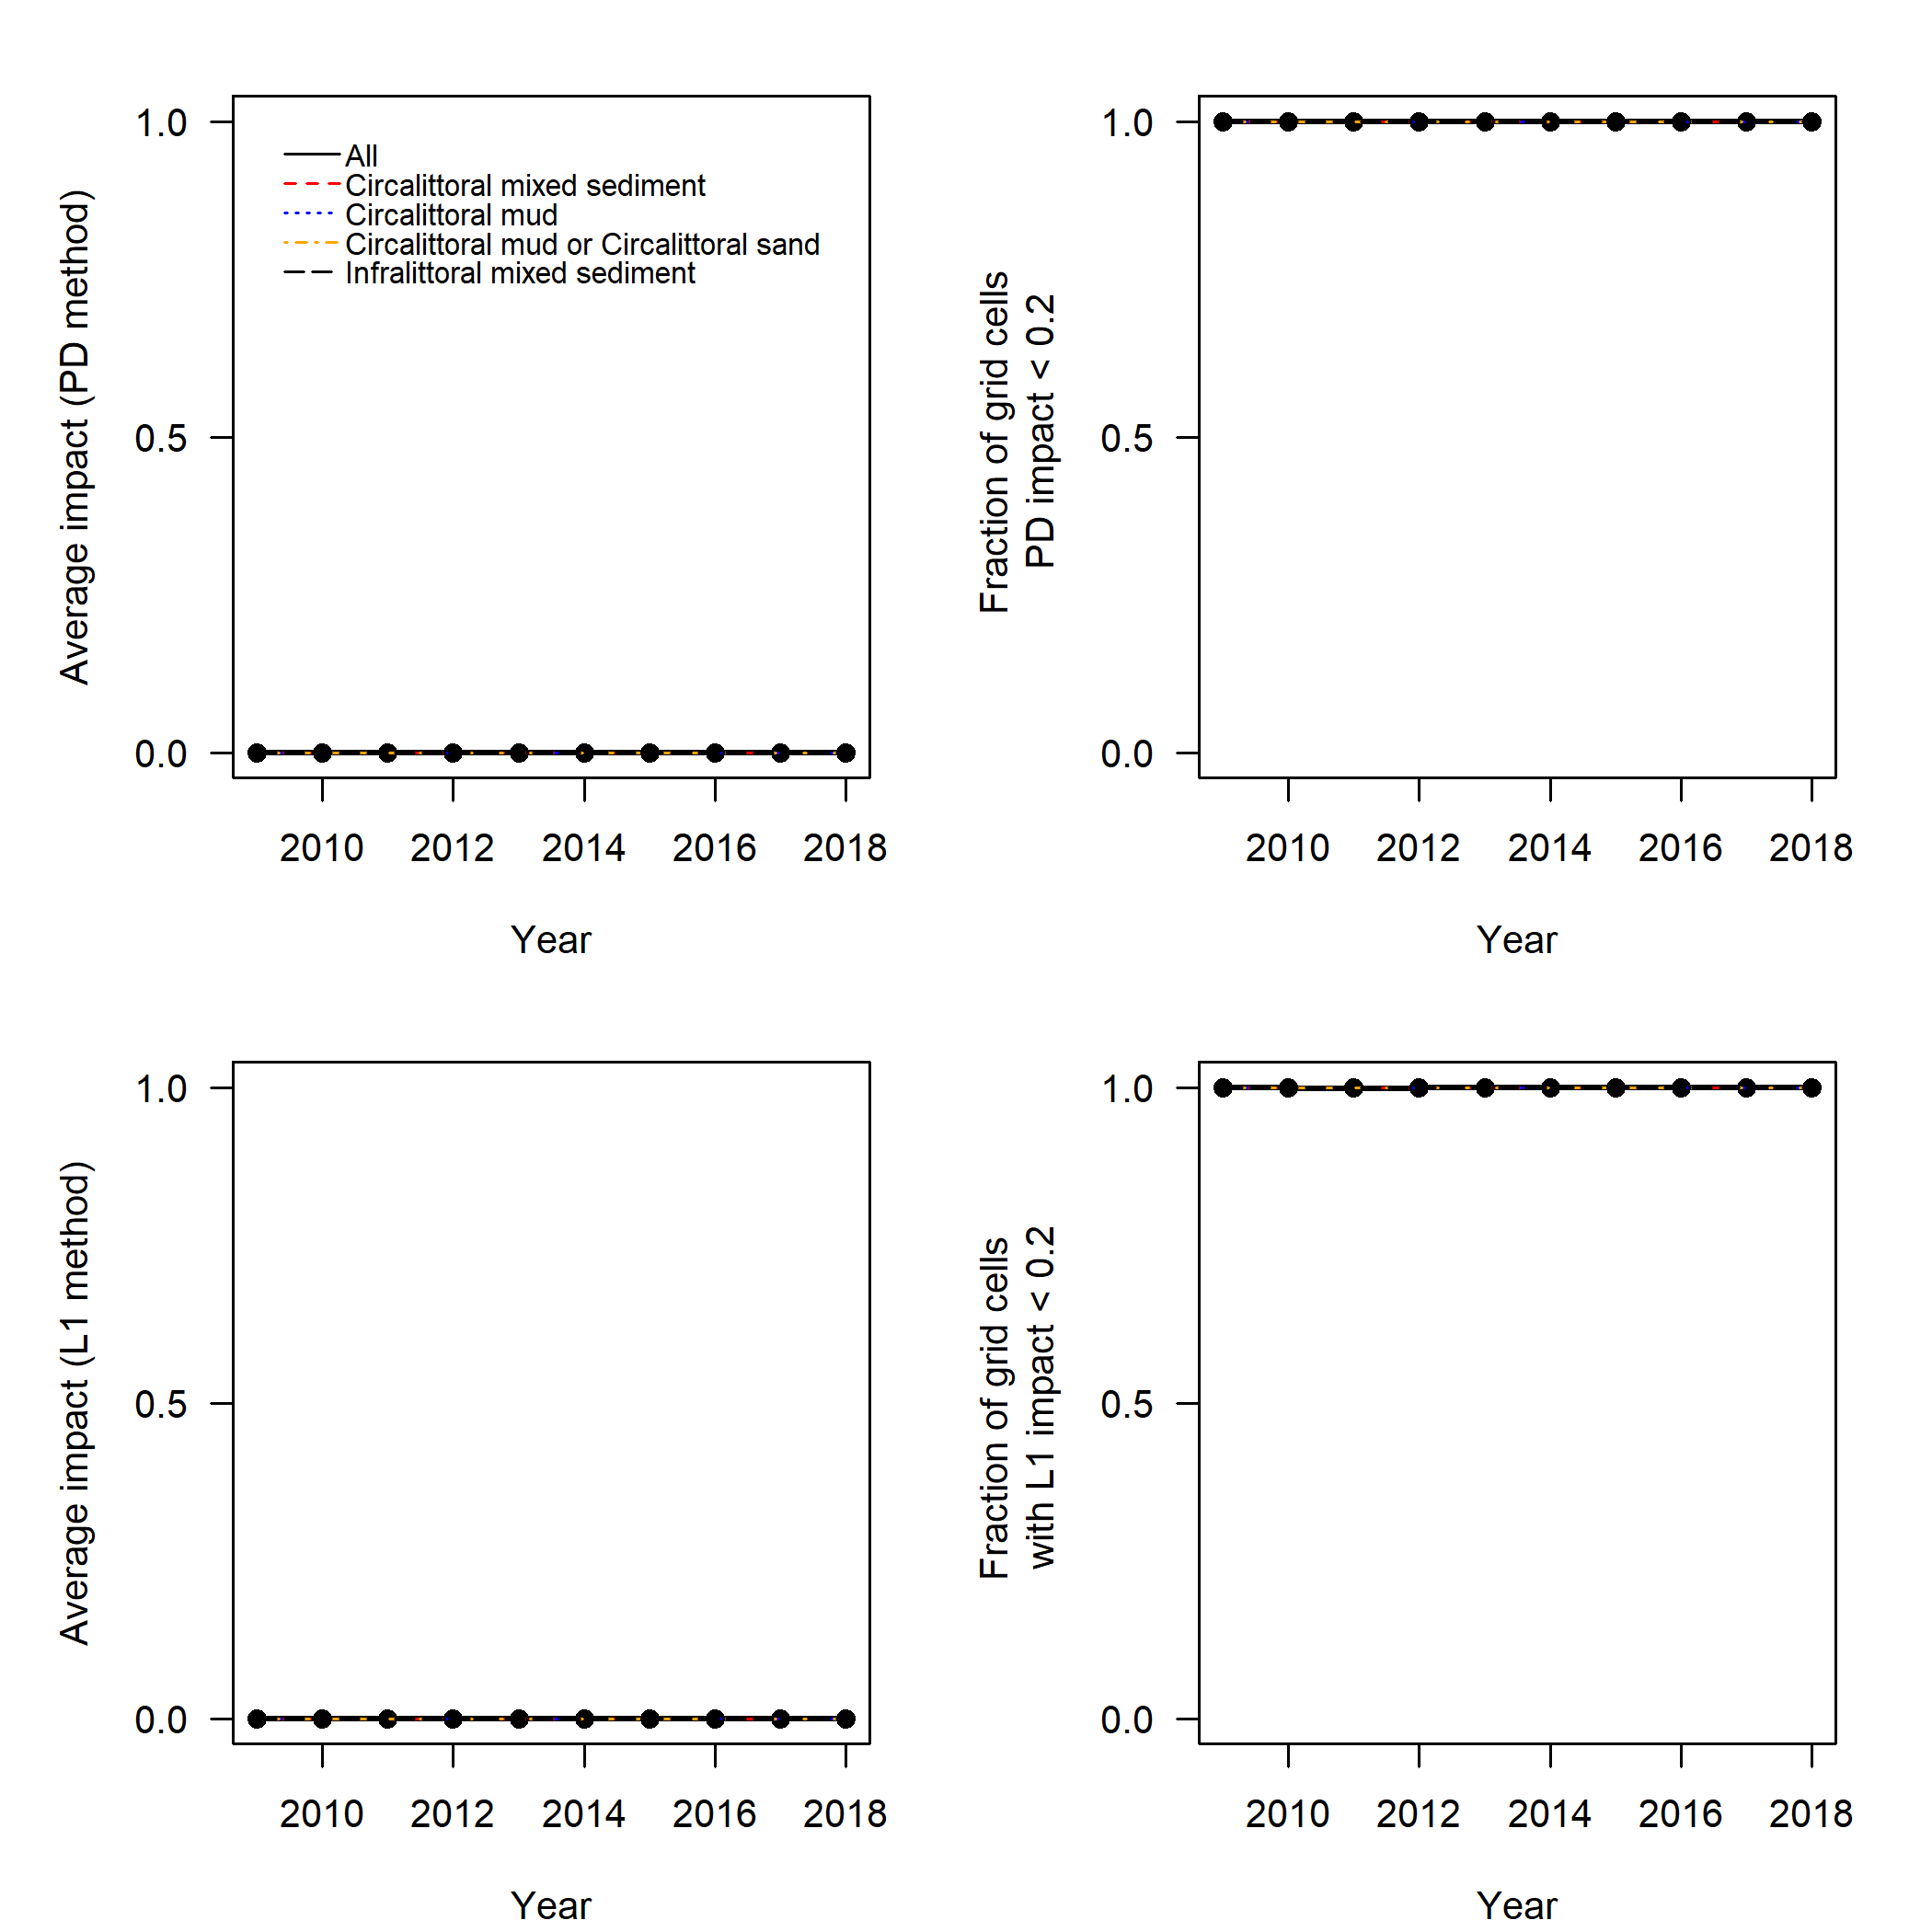 Average impact (PD method)
1.0
0.5
0.0
All
Circalittoral mixed sediment
Circalittoral mud
Circalittoral mud or Circalittoral sand
Infralittoral mixed sediment
2010 2012 2014 2016 2018
Year
Fraction of grid cells
PD impact < 0.2
1.0
0.5
0.0
2010 2012 2014 2016 2018
Year
Average impact (L1 method)
1.0
0.5
0.0
2010 2012 2014 2016 2018
Year
Fraction of grid cells
with L1 impact < 0.2
1.0
0.5
0.0
2010 2012 2014 2016 2018
Year